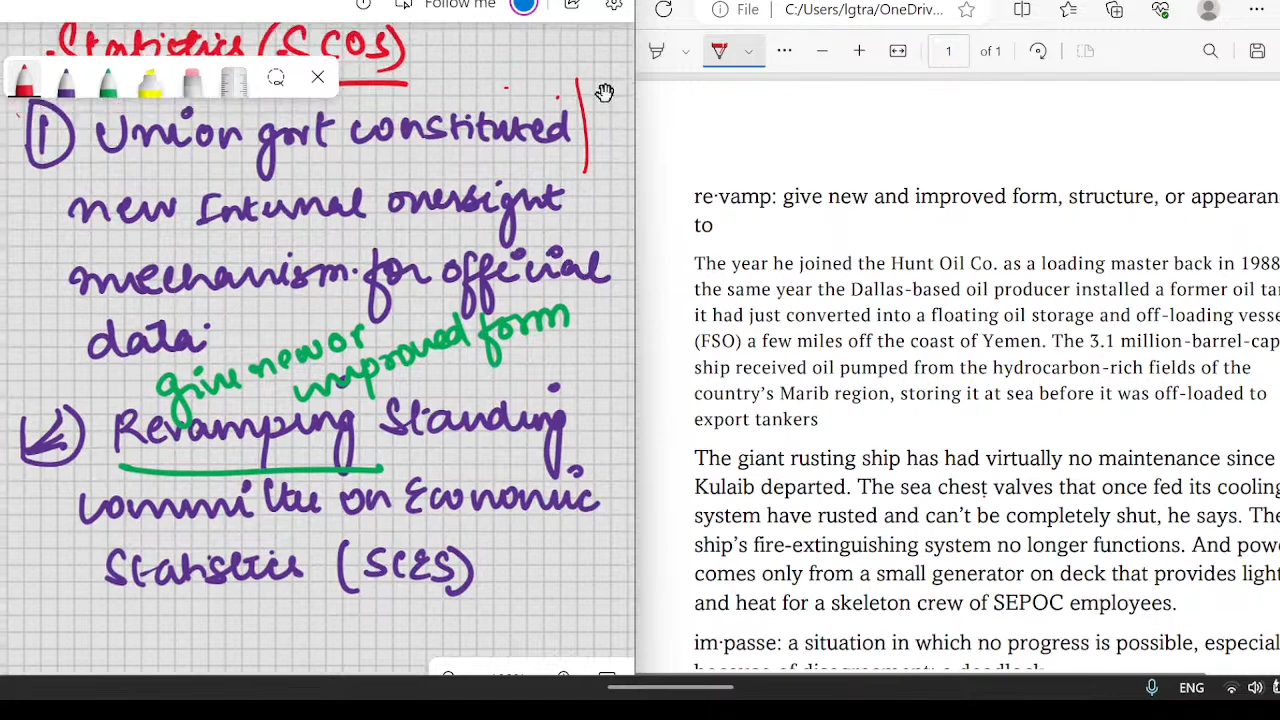 Follow me
Statistics (SCOS)
① Union govt constituted
new Internal oversight
mechanism for official
data
give new or
improved form
Revamping Standing
committee on Economic
Statistics (SCES)
File C:/Users/lgtra/OneDriv...
1 of 1
re·vamp: give new and improved form, structure, or appearan
to
The year he joined the Hunt Oil Co. as a loading master back in 1988
the same year the Dallas-based oil producer installed a former oil tan
it had just converted into a floating oil storage and off-loading vesse
(FSO) a few miles off the coast of Yemen. The 3.1 million-barrel-cap
ship received oil pumped from the hydrocarbon-rich fields of the
country's Marib region, storing it at sea before it was off-loaded to
export tankers
The giant rusting ship has had virtually no maintenance since
Kulaib departed. The sea chest valves that once fed its cooling
system have rusted and can't be completely shut, he says. The
ship's fire-extinguishing system no longer functions. And powe
comes only from a small generator on deck that provides light
and heat for a skeleton crew of SEPOC employees.
im·passe: a situation in which no progress is possible, especial
because of disagreement; a deadlock
ENG